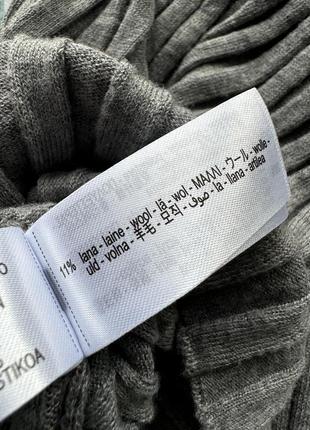 11% lana - laine - wool - lã - wol - ΜΑΛΛΙ - ウール - wolle -
uld - volna - 羊毛 - 모직 - صوف - la - llana - artilea
O
N
STIKOA